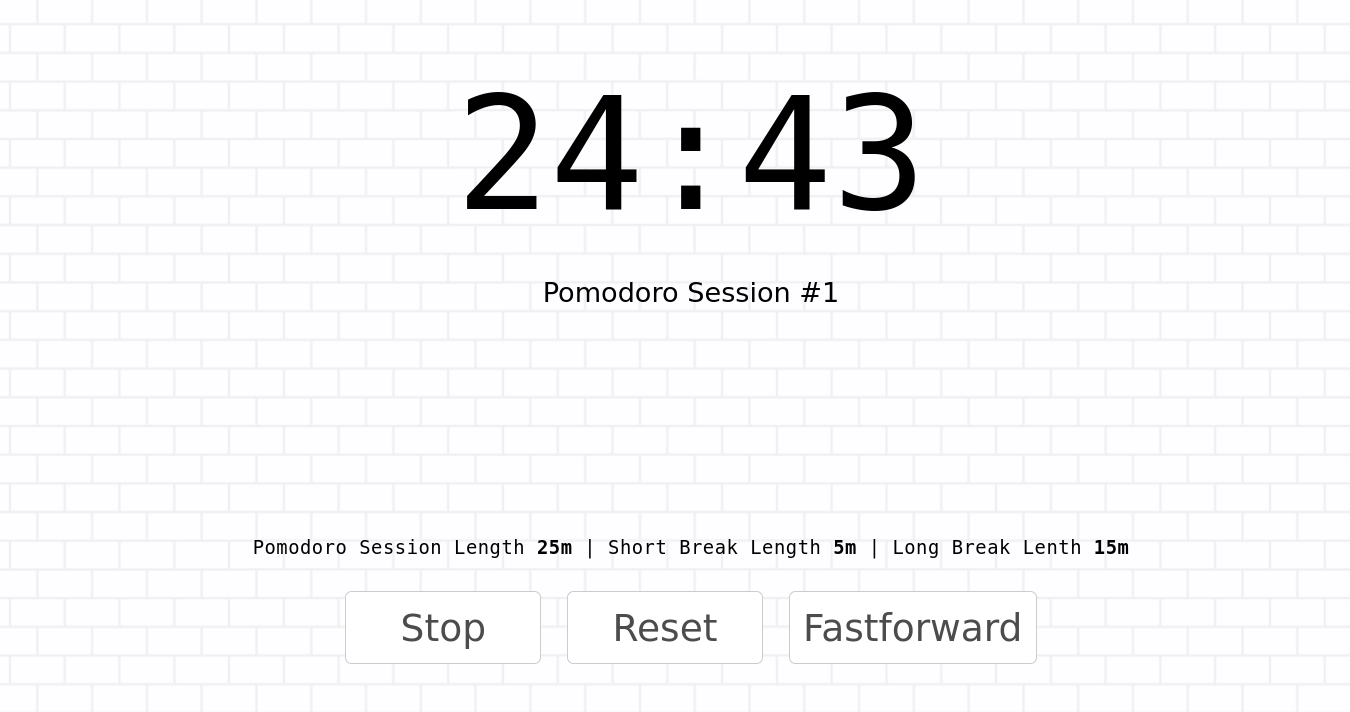 24:43
Pomodoro Session #1
Pomodoro Session Length 25m | Short Break Length 5m | Long Break Lenth 15m
Stop Reset Fastforward